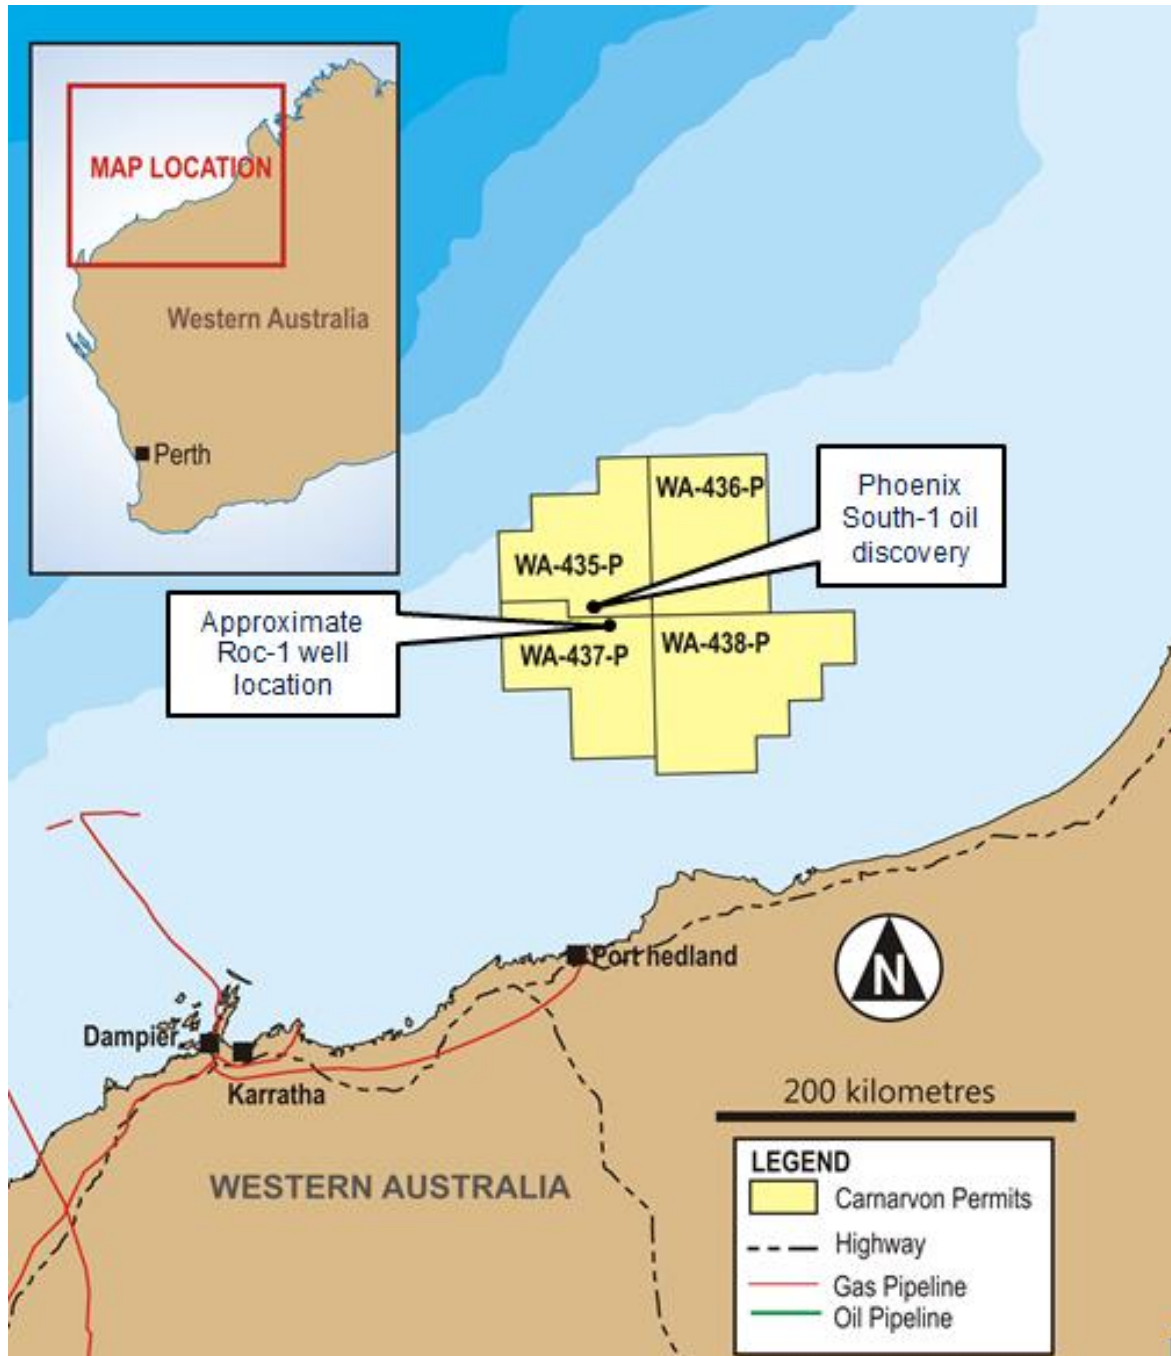 MAP LOCATION
Western Australia
Perth
WA-436-P
Phoenix
South-1 oil
discovery
WA-435-P
Approximate
Roc-1 well
location
WA-437-P
WA-438-P
Port hedland
N
Dampier
Karratha
200 kilometres
WESTERN AUSTRALIA
LEGEND
Carnarvon Permits
Highway
Gas Pipeline
Oil Pipeline